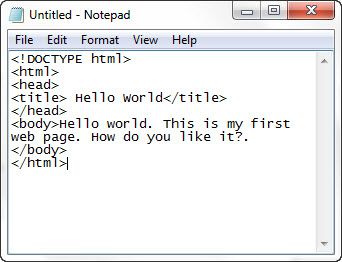 Untitled - Notepad
File Edit Format View Help
<!DOCTYPE html>
<html>
<head>
<title> Hello World</title>
</head>
<body>Hello world. This is my first
web page. How do you like it?.
</body>
</html>